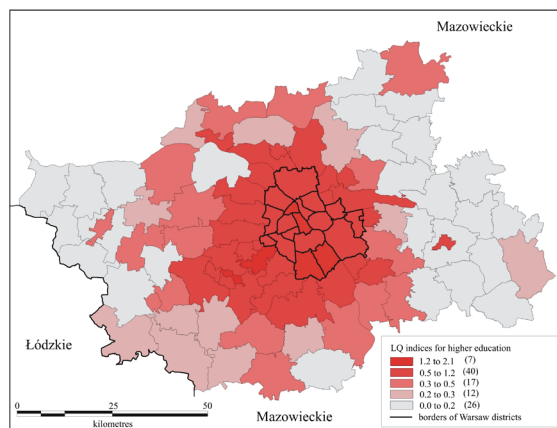 Mazowieckie
Łódzkie
Mazowieckie
0 25 50
kilometres
LQ indices for higher education
1.2 to 2.1 (7)
0.5 to 1.2 (40)
0.3 to 0.5 (17)
0.2 to 0.3 (12)
0.0 to 0.2 (26)
borders of Warsaw districts